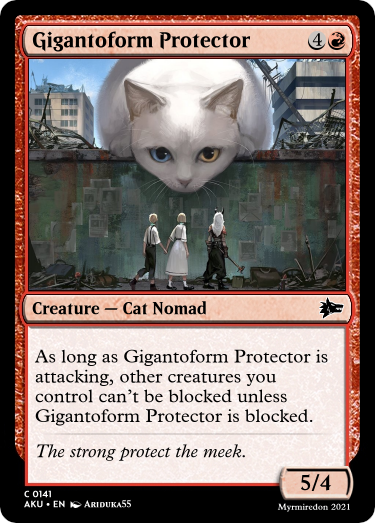 Gigantoform Protector 4
Creature — Cat Nomad
As long as Gigantoform Protector is
attacking, other creatures you
control can't be blocked unless
Gigantoform Protector is blocked.
The strong protect the meek.
5/4
C 0141
AKU • EN Ariduka55
Myrmiredon 2021